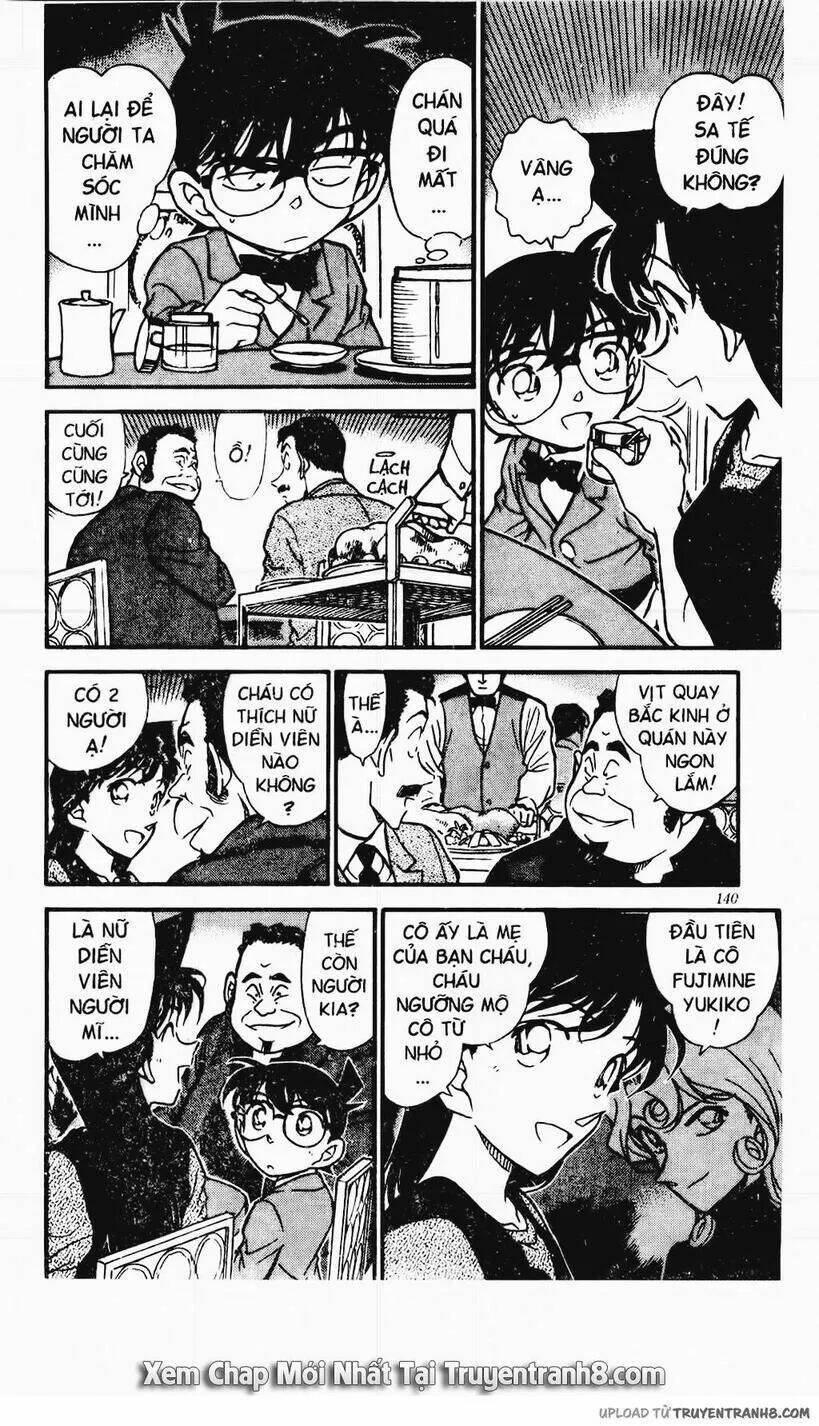 ĐÂY!
SA TẾ
ĐÚNG
KHÔNG?
VÂNG
Ạ...
CHÁN
QUÁ
ĐI
MẤT
...
AI LẠI ĐỂ
NGƯỜI TA
CHĂM
SÓC
MÌNH
...
LẠCH
CẠCH
Ồ!
CUỐI
CÙNG
CŨNG
TỚI!
VỊT QUAY
BẮC KINH Ở
QUÁN NÀY
NGON
LẮM!
THẾ
À...
CHÁU CÓ
THÍCH NỮ
DIỄN VIÊN
NÀO
KHÔNG
?
CÓ 2
NGƯỜI
Ạ!
140
ĐẦU TIÊN
LÀ CÔ
FUJIMINE
YUKIKO
!
CÔ ẤY LÀ MẸ
CỦA BẠN CHÁU,
CHÁU
NGƯỠNG MỘ
CÔ TỪ
NHỎ
...
THẾ
CÒN
NGƯỜI
KIA?
LÀ NỮ
DIỄN
VIÊN
NGƯỜI
MĨ...
Xem Chap Mới Nhất Tại Truyentranh8.com
UPLOAD TỪ TRUYENTRANH8.COM